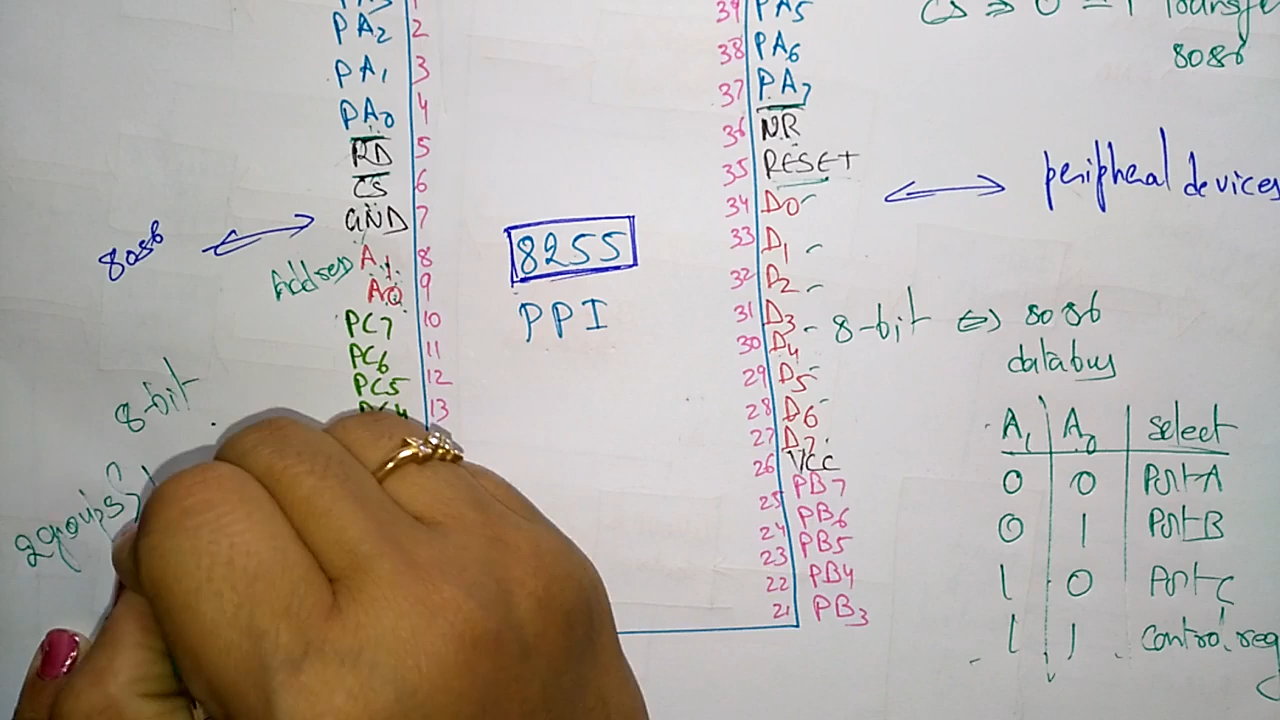 1
PA2 2
PA1 3
PA0 4
RD 5
CS 6
GND 7
Address A1 8
A0 9
PC7 10
PC6 11
PC5 12
PC4 13
8086
8-bit
2groups
8255
PPI
39 PA5
38 PA6
37 PA7
36 WR
35 RESET
34 D0
33 D1
32 D2
31 D3
30 D4
29 D5
28 D6
27 D7
26 VCC
25 PB7
24 PB6
23 PB5
22 PB4
21 PB3
CS ⇒ 0 =
8086
peripheral devices
8-bit ⇔ 8086
databus
A1 A0 select
0 0 Port-A
0 1 Port B
1 0 Port-C
1 1 Control.reg